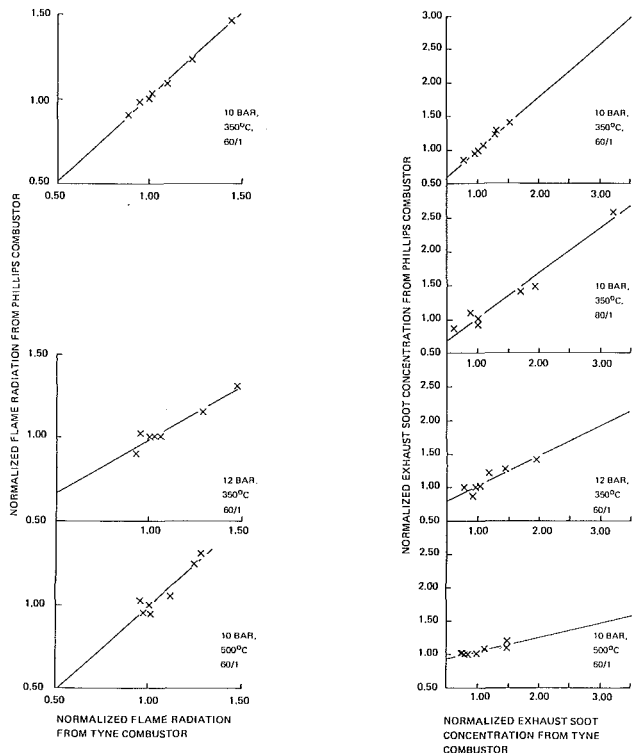 NORMALIZED FLAME RADIATION FROM PHILLIPS COMBUSTOR
1.50
1.00
0.50
0.50
1.00
1.50
10 BAR,
350°C,
60/1
1.50
1.00
0.50
12 BAR,
350°C
60/1
0.50
1.00
1.50
1.00
0.50
10 BAR,
500°C
60/1
0.50
1.00
1.50
NORMALIZED FLAME RADIATION
FROM TYNE COMBUSTOR
NORMALIZED EXHAUST SOOT CONCENTRATION FROM PHILLIPS COMBUSTOR
3.00
2.50
2.00
1.50
1.00
0.50
10 BAR,
350°C,
60/1
1.00
2.00
3.00
2.50
2.00
1.50
1.00
0.50
10 BAR,
350°C,
80/1
1.00
2.00
3.00
2.50
2.00
1.50
1.00
0.50
12 BAR,
350°C
60/1
1.00
2.00
3.00
2.50
2.00
1.50
1.00
0.50
10 BAR,
500°C
60/1
1.00
2.00
3.00
NORMALIZED EXHAUST SOOT
CONCENTRATION FROM TYNE
COMBUSTOR